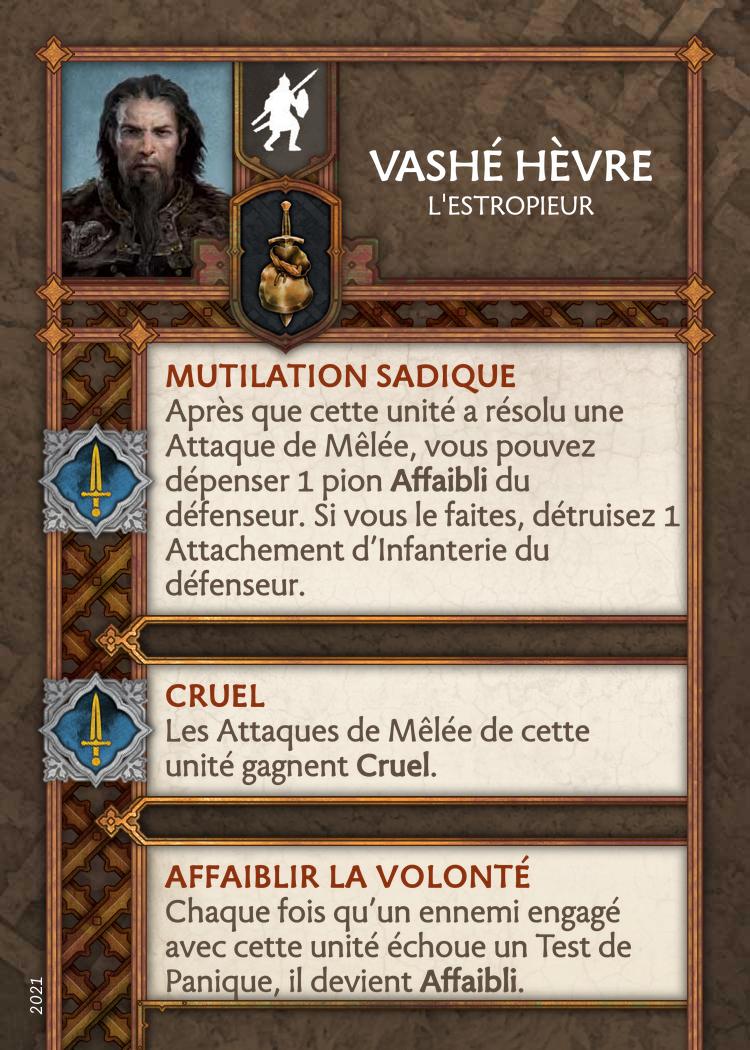 VASHÉ HÈVRE
L'ESTROPIEUR
MUTILATION SADIQUE
Après que cette unité a résolu une
Attaque de Mêlée, vous pouvez
dépenser 1 pion Affaibli du
défenseur. Si vous le faites, détruisez 1
Attachement d'Infanterie du
défenseur.
CRUEL
Les Attaques de Mêlée de cette
unité gagnent Cruel.
AFFAIBLIR LA VOLONTÉ
Chaque fois qu'un ennemi engagé
avec cette unité échoue un Test de
Panique, il devient Affaibli.
2021